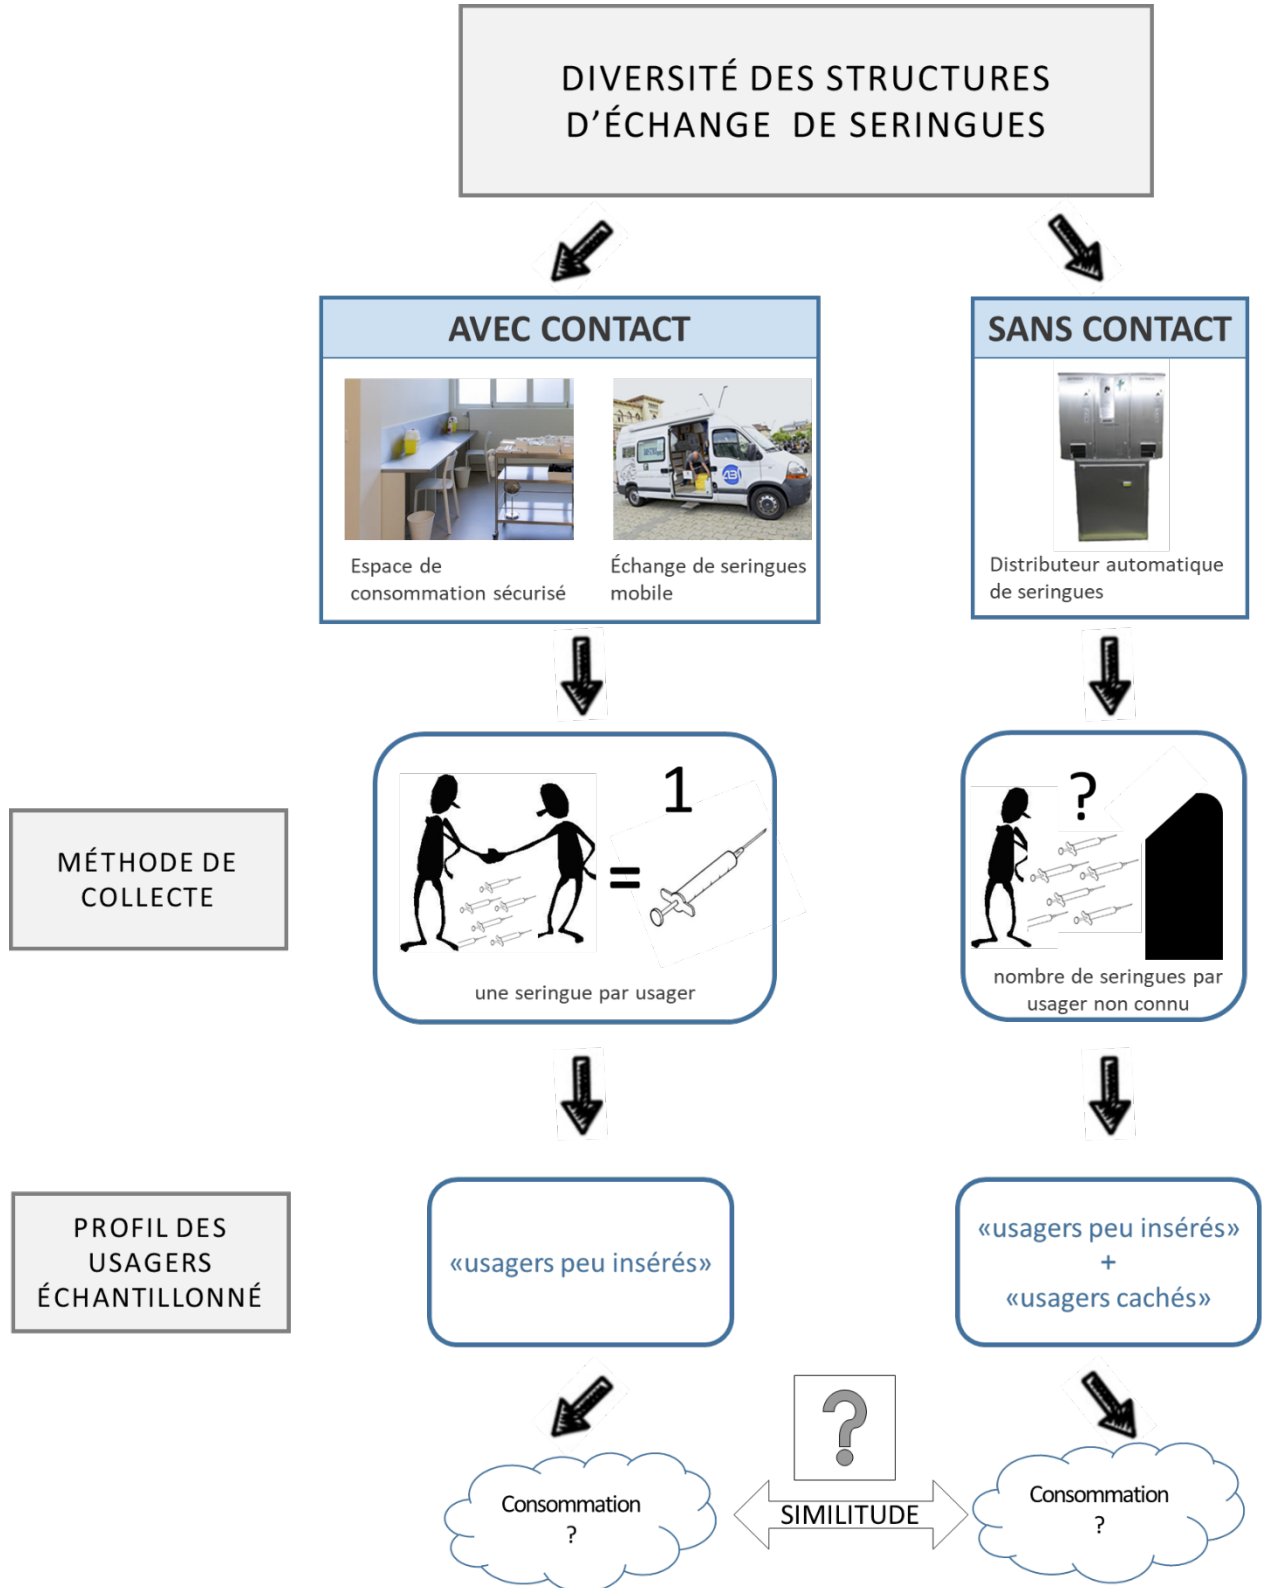 DIVERSITÉ DES STRUCTURES
D’ÉCHANGE DE SERINGUES
AVEC CONTACT
SANS CONTACT
Espace de
consommation sécurisé
Échange de seringues
mobile
Distributeur automatique
de seringues
MÉTHODE DE
COLLECTE
1
=
une seringue par usager
?
nombre de seringues par
usager non connu
PROFIL DES
USAGERS
ÉCHANTILLONNÉ
«usagers peu insérés»
«usagers peu insérés»
+
«usagers cachés»
?
Consommation
?
SIMILITUDE
Consommation
?